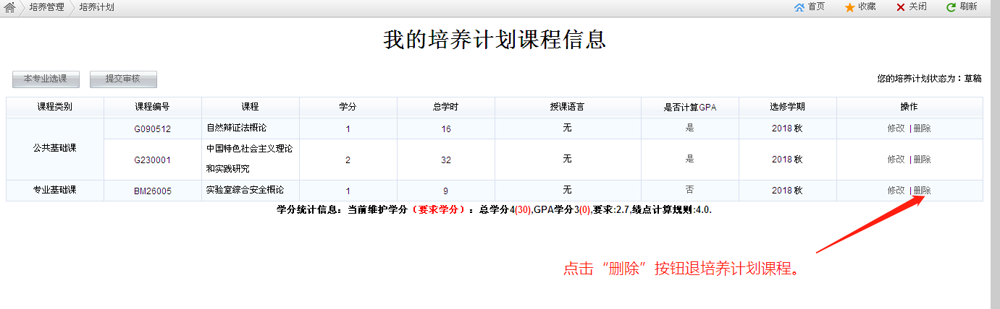 培养管理 培养计划 首页 收藏 关闭 刷新
我的培养计划课程信息
本专业选课 提交审核 您的培养计划状态为：草稿
课程类别 课程编号 课程 学分 总学时 授课语言 是否计算GPA 选修学期 操作
公共基础课 G090512 自然辩证法概论 1 16 无 是 2018 秋 修改 | 删除
G230001 中国特色社会主义理论 2 32 无 是 2018 秋 修改 | 删除
和实践研究
专业基础课 BM26005 实验室综合安全概论 1 9 无 否 2018 秋 修改 | 删除
学分统计信息：当前维护学分（要求学分）：总学分4(30),GPA学分3(0),要求:2.7,绩点计算规则:4.0.
点击“删除”按钮退培养计划课程。